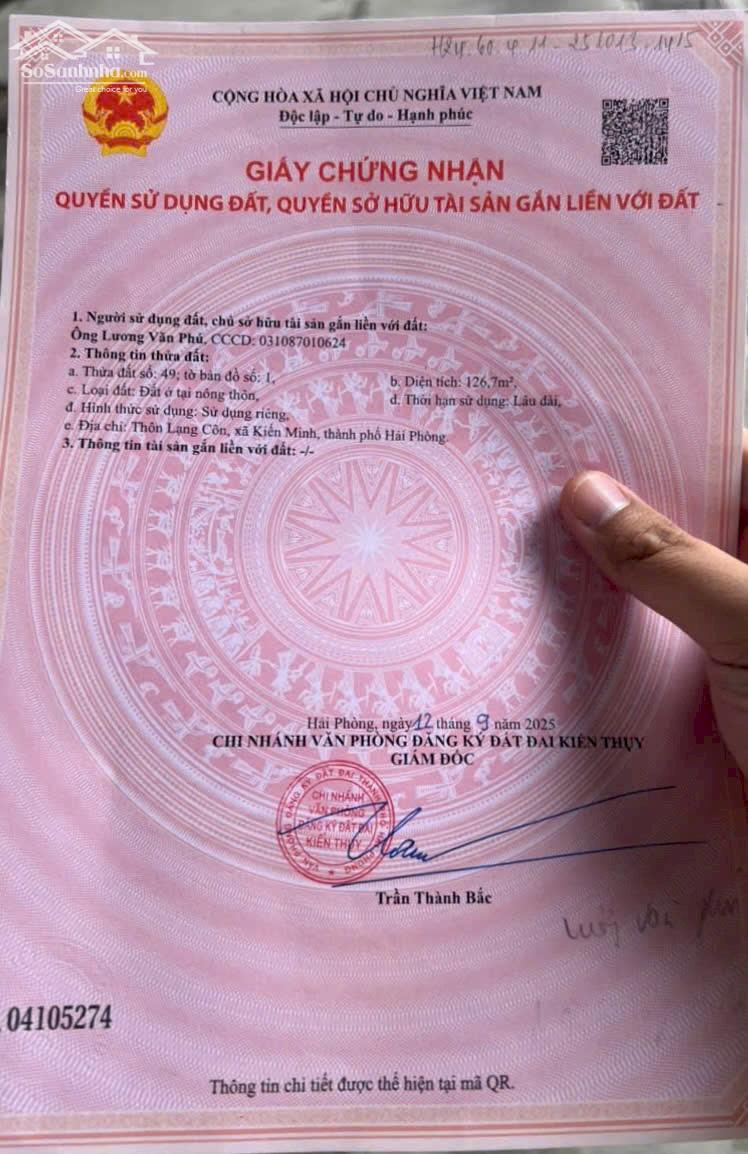 SoSanhnha.com
Great choice for you
CỘNG HÒA XÃ HỘI CHỦ NGHĨA VIỆT NAM
Độc lập - Tự do - Hạnh phúc
GIẤY CHỨNG NHẬN
QUYỀN SỬ DỤNG ĐẤT, QUYỀN SỞ HỮU TÀI SẢN GẮN LIỀN VỚI ĐẤT
1. Người sử dụng đất, chủ sở hữu tài sản gắn liền với đất:
Ông Lương Văn Phú, CCCD: 031087010624
2. Thông tin thửa đất:
a. Thửa đất số: 49; tờ bản đồ số: 1, b. Diện tích: 126,7m²,
c. Loại đất: Đất ở tại nông thôn, d. Thời hạn sử dụng: Lâu dài,
đ. Hình thức sử dụng: Sử dụng riêng,
e. Địa chỉ: Thôn Lạng Côn, xã Kiến Minh, thành phố Hải Phòng.
3. Thông tin tài sản gắn liền với đất: -/-
Hải Phòng, ngày 12 tháng 9 năm 2025
CHI NHÁNH VĂN PHÒNG ĐĂNG KÝ ĐẤT ĐAI KIẾN THỤY
GIÁM ĐỐC
CHI NHÁNH
VĂN PHÒNG
ĐĂNG KÝ ĐẤT ĐAI
KIẾN THỤY
Trần Thành Bắc
04105274
Thông tin chi tiết được thể hiện tại mã QR.